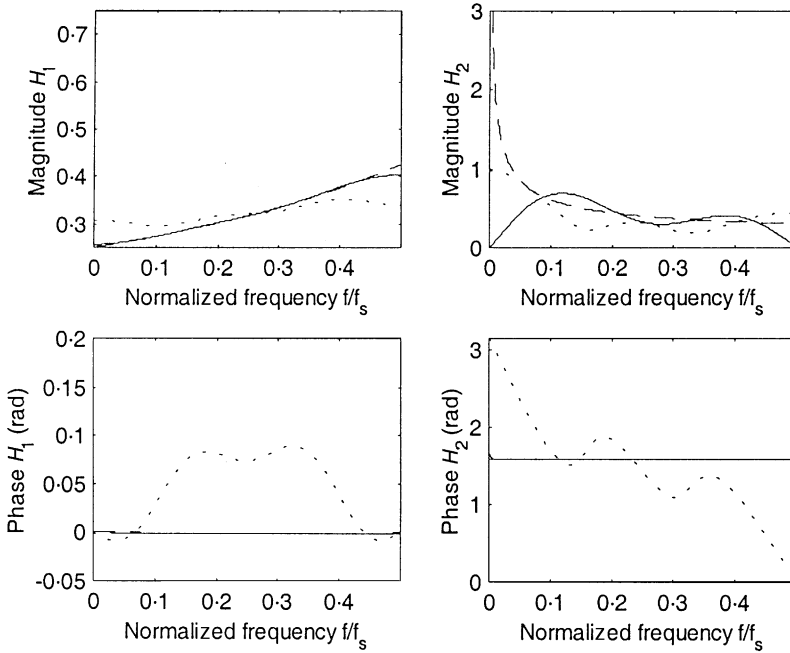 Magnitude H1
0·7
0·6
0·5
0·4
0·3
0 0·1 0·2 0·3 0·4
Normalized frequency f/fs
Magnitude H2
3
2
1
0
0 0·1 0·2 0·3 0·4
Normalized frequency f/fs
Phase H1 (rad)
0·2
0·15
0·1
0·05
0
-0·05
0 0·1 0·2 0·3 0·4
Normalized frequency f/fs
Phase H2 (rad)
3
2
1
0
0 0·1 0·2 0·3 0·4
Normalized frequency f/fs